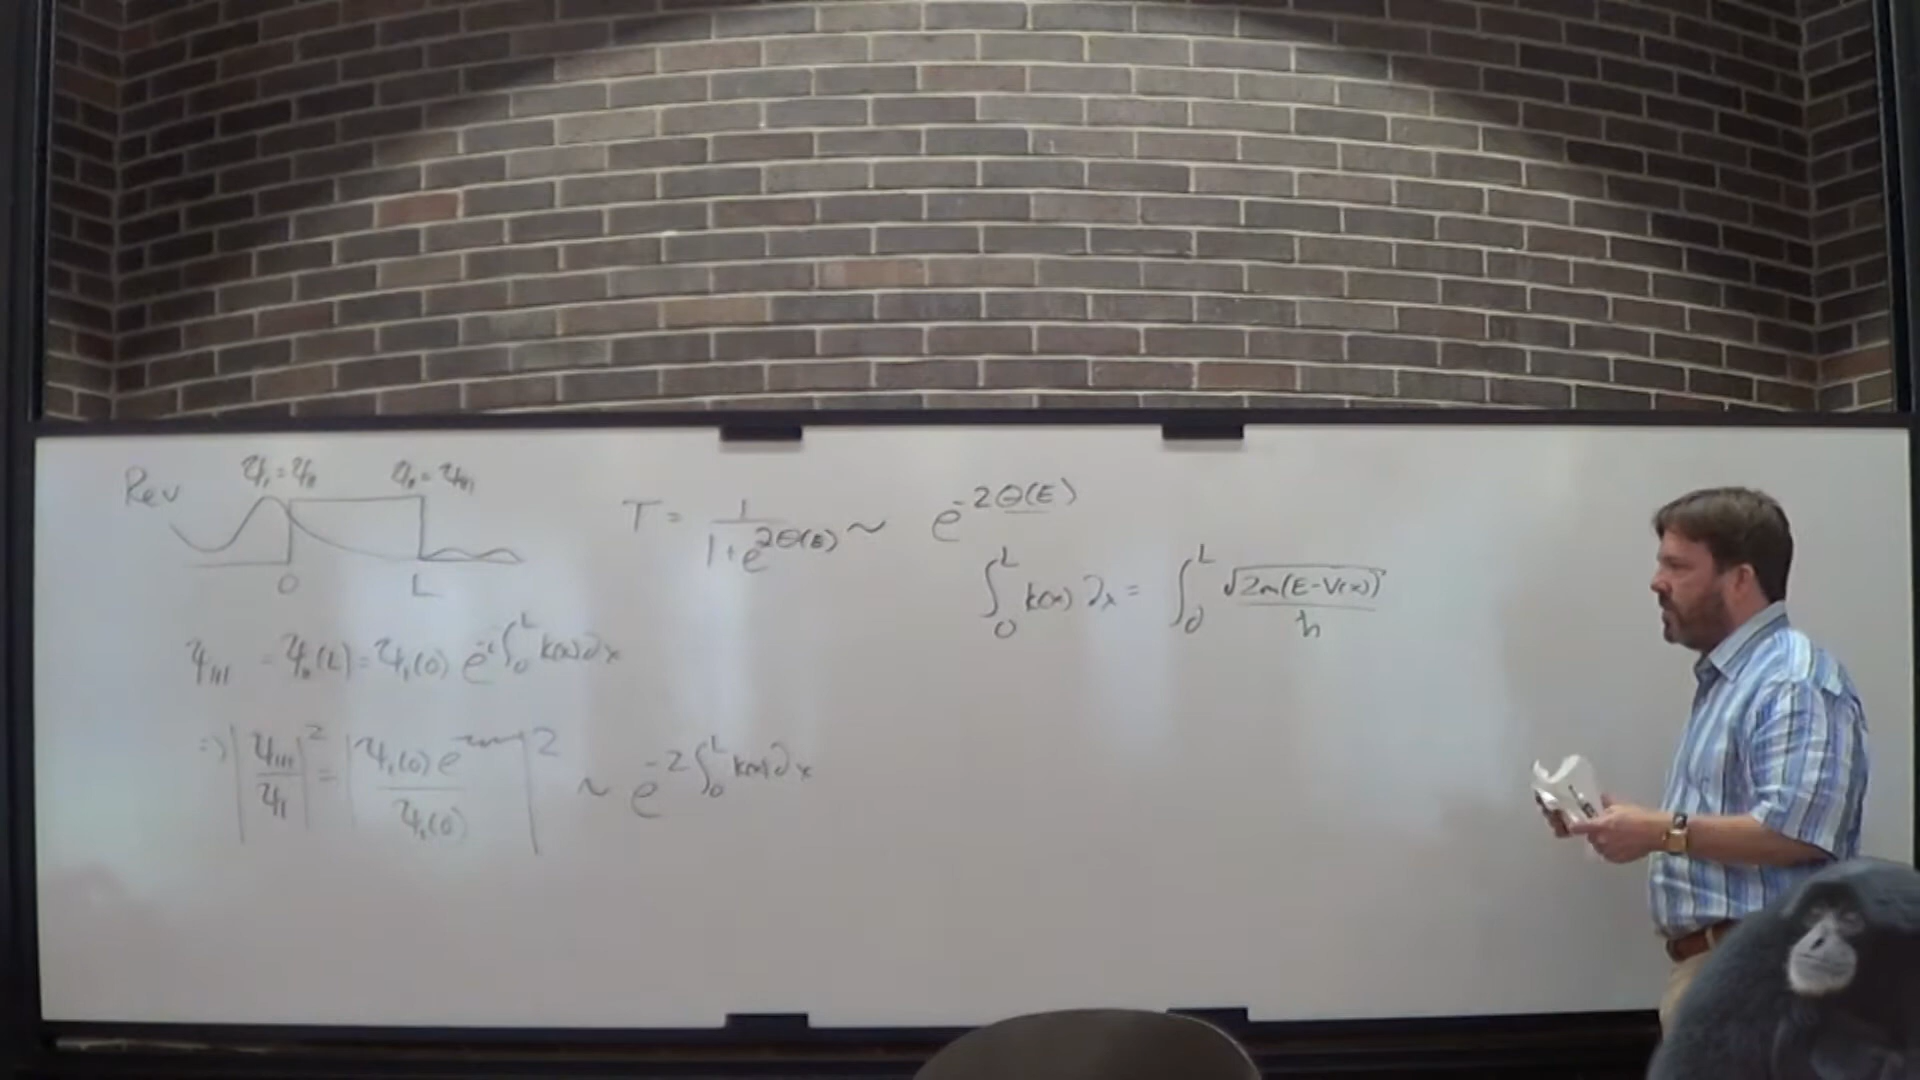 Rev
ψ_I = ψ_II ψ_II = ψ_III
0 L
ψ_III = ψ_II(L) = ψ_I(0) e^{-i∫_0^L k(x)∂x}
⇒ |ψ_III / ψ_I|^2 = |ψ_I(0) e / ψ_I(0)|^2 ~ e^{-2∫_0^L k(x)∂x}
T = 1 / (1+e^{2Θ(E)}) ~ e^{-2Θ(E)}
∫_0^L k(x) ∂x = ∫_0^L √(2m(E-V(x))) / ħ